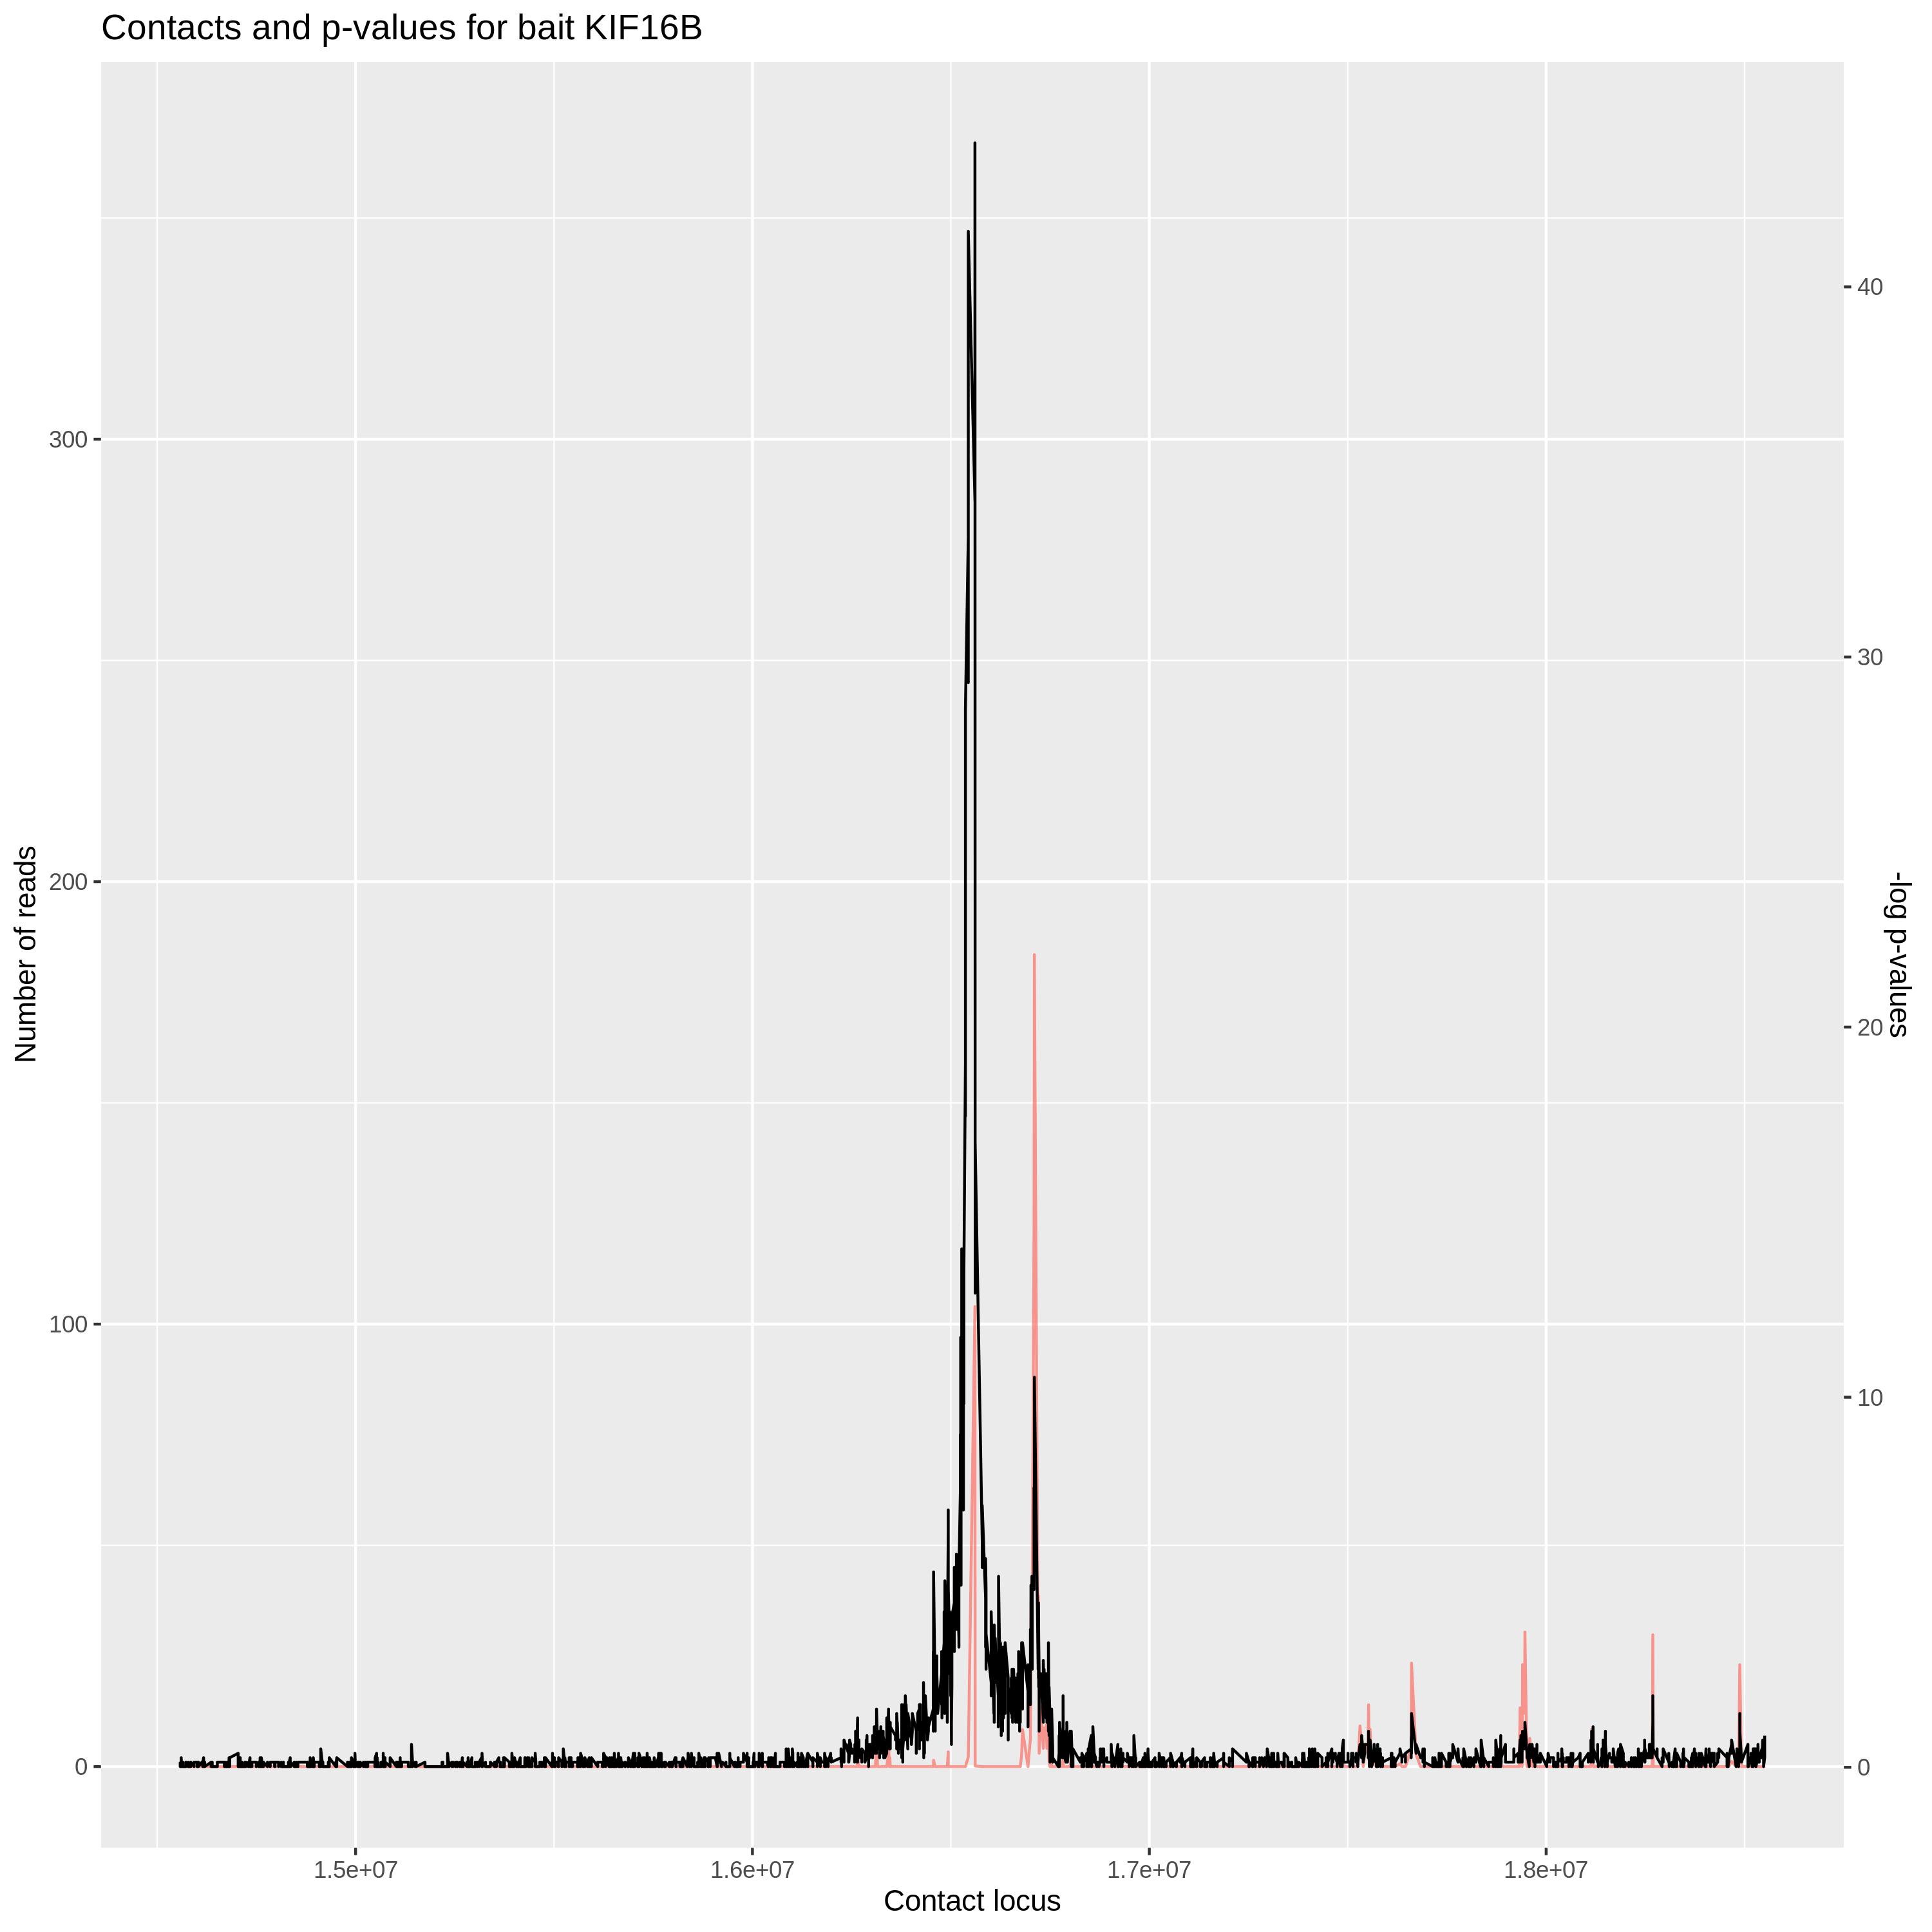 Contacts and p-values for bait KIF16B
Number of reads
300
200
100
0
40
30
20
10
0
-log p-values
1.5e+07 1.6e+07 1.7e+07 1.8e+07
Contact locus